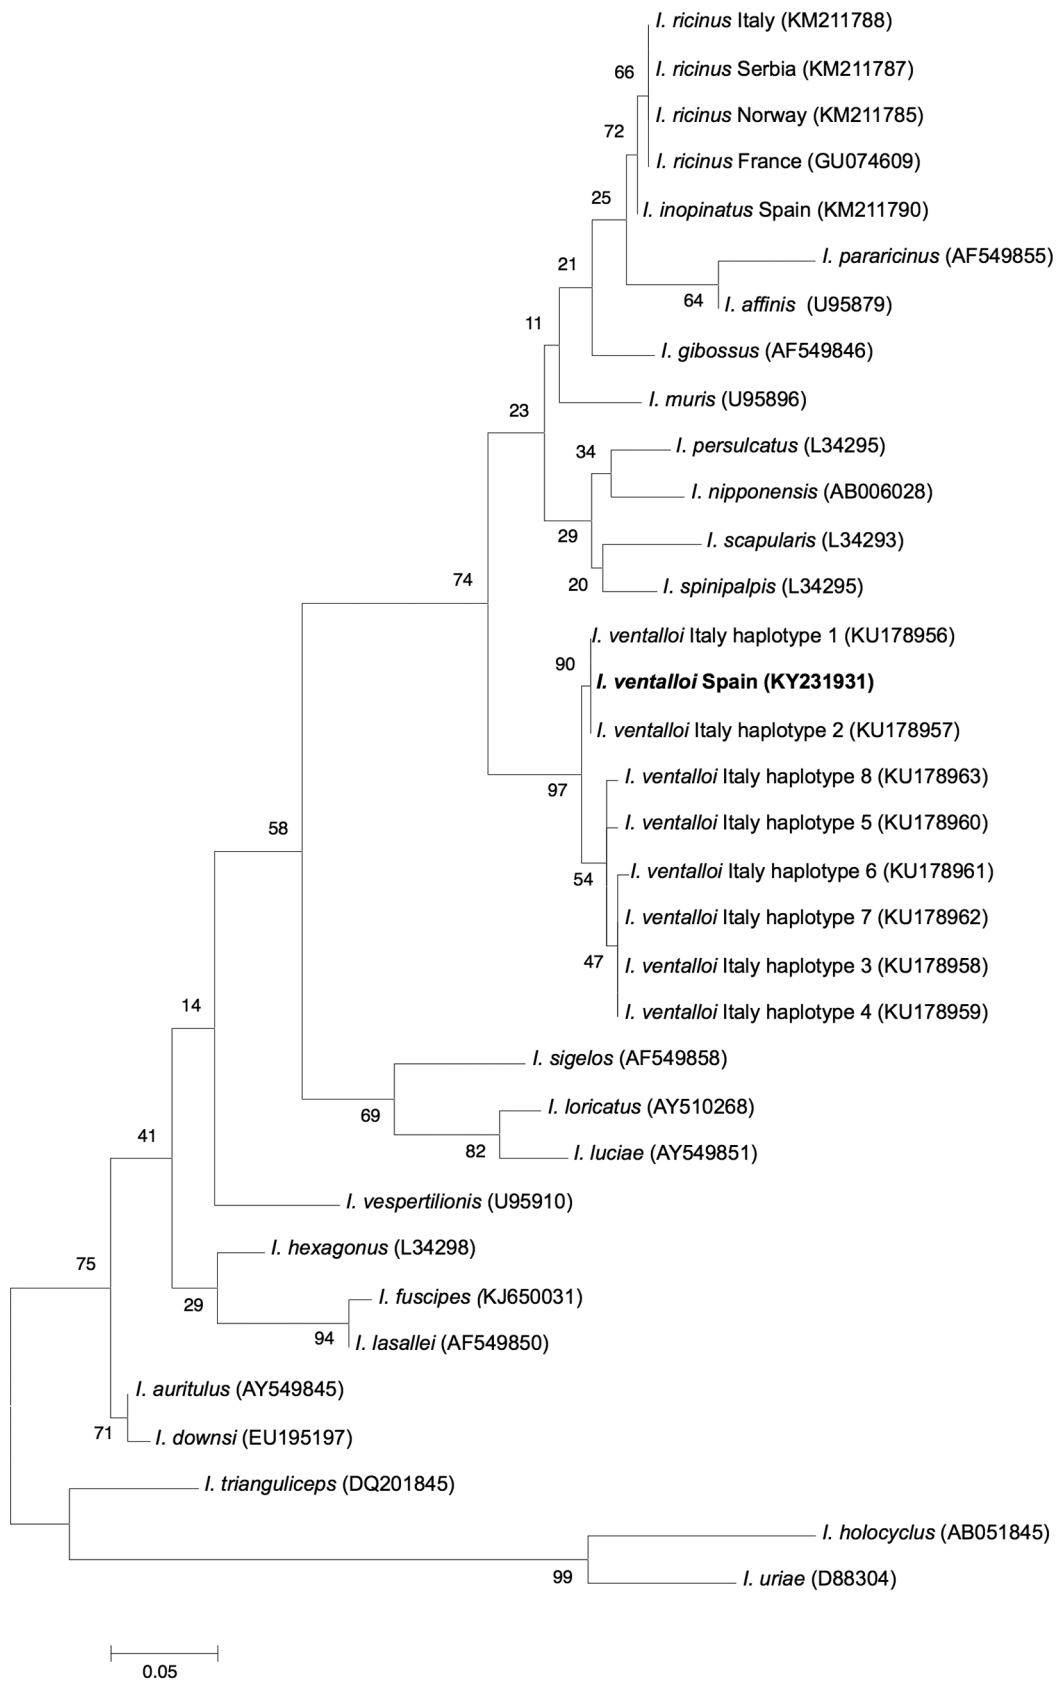 I. ricinus Italy (KM211788)
66
I. ricinus Serbia (KM211787)
I. ricinus Norway (KM211785)
72
I. ricinus France (GU074609)
25
I. inopinatus Spain (KM211790)
I. pararicinus (AF549855)
21
64
I. affinis (U95879)
11
I. gibossus (AF549846)
I. muris (U95896)
23
I. persulcatus (L34295)
34
I. nipponensis (AB006028)
29
I. scapularis (L34293)
20
I. spinipalpis (L34295)
74
I. ventalloi Italy haplotype 1 (KU178956)
90
I. ventalloi Spain (KY231931)
I. ventalloi Italy haplotype 2 (KU178957)
I. ventalloi Italy haplotype 8 (KU178963)
97
I. ventalloi Italy haplotype 5 (KU178960)
58
I. ventalloi Italy haplotype 6 (KU178961)
54
I. ventalloi Italy haplotype 7 (KU178962)
47
I. ventalloi Italy haplotype 3 (KU178958)
I. ventalloi Italy haplotype 4 (KU178959)
14
I. sigelos (AF549858)
69
I. loricatus (AY510268)
41
82
I. luciae (AY549851)
I. vespertilionis (U95910)
I. hexagonus (L34298)
75
29
I. fuscipes (KJ650031)
94
I. lasallei (AF549850)
I. auritulus (AY549845)
71
I. downsi (EU195197)
I. trianguliceps (DQ201845)
I. holocyclus (AB051845)
99
I. uriae (D88304)
0.05